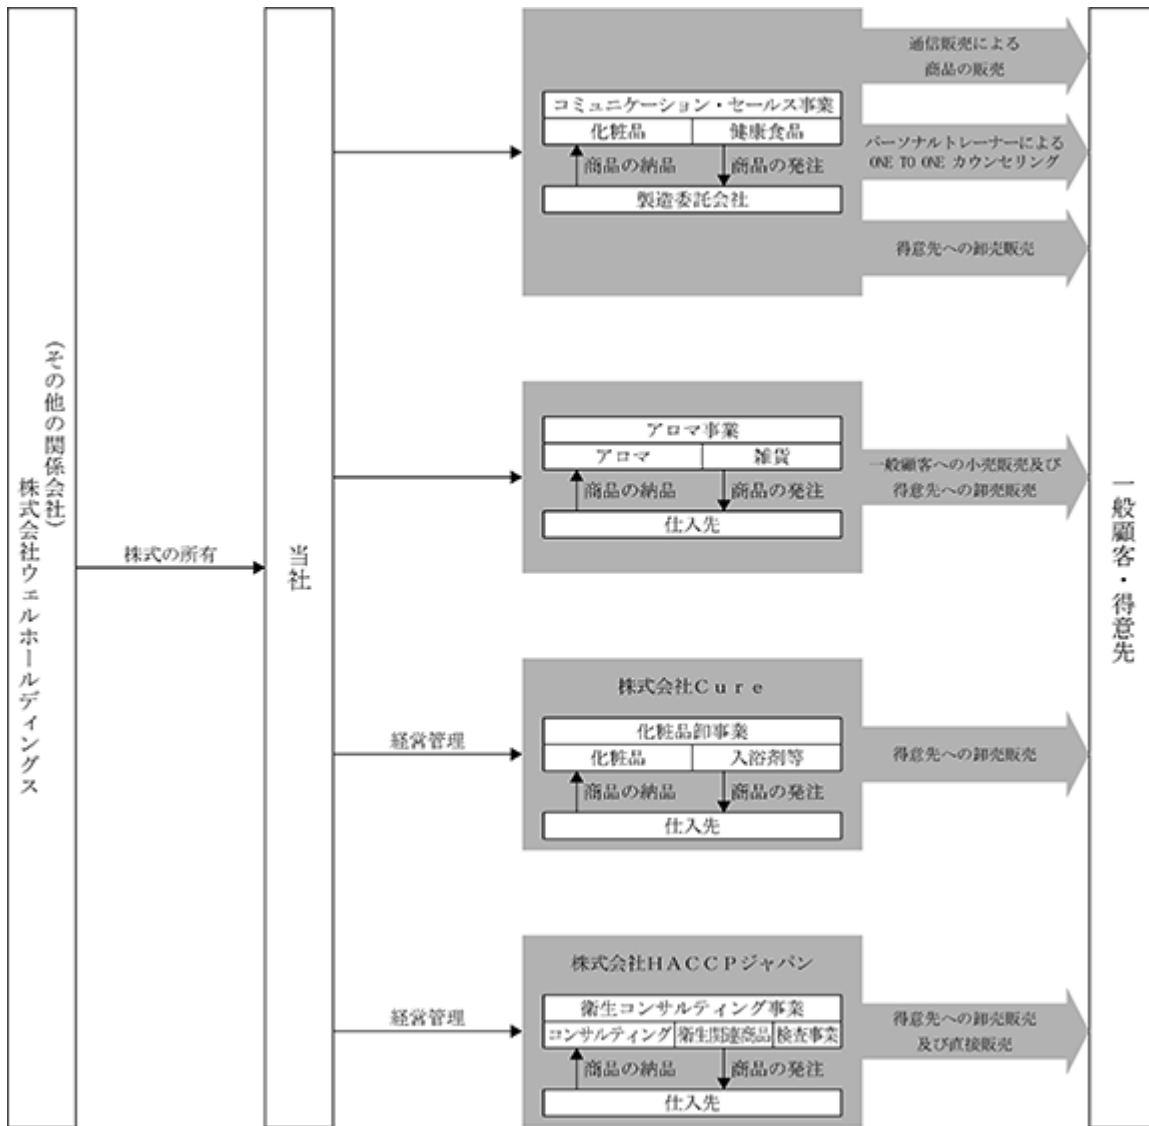 (その他の関係会社)
株式会社ウェルホールディングス
株式の所有
当社
コミュニケーション・セールス事業
化粧品
健康食品
商品の納品
商品の発注
製造委託会社
通信販売による
商品の販売
パーソナルトレーナーによる
ONE TO ONE カウンセリング
得意先への卸売販売
アロマ事業
アロマ
雑貨
商品の納品
商品の発注
仕入先
一般顧客への小売販売及び
得意先への卸売販売
経営管理
株式会社Cure
化粧品卸事業
化粧品
入浴剤等
商品の納品
商品の発注
仕入先
得意先への卸売販売
経営管理
株式会社HACCPジャパン
衛生コンサルティング事業
コンサルティング
衛生関連商品
検査事業
商品の納品
商品の発注
仕入先
得意先への卸売販売
及び直接販売
一般顧客・得意先